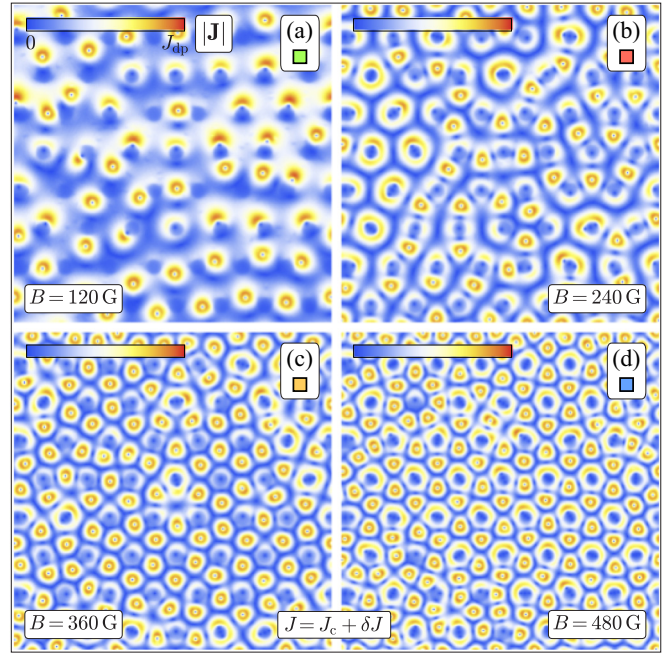 0 J_dp |J| (a)
(b)
B = 120 G
B = 240 G
(c)
(d)
B = 360 G
J = J_c + δJ
B = 480 G